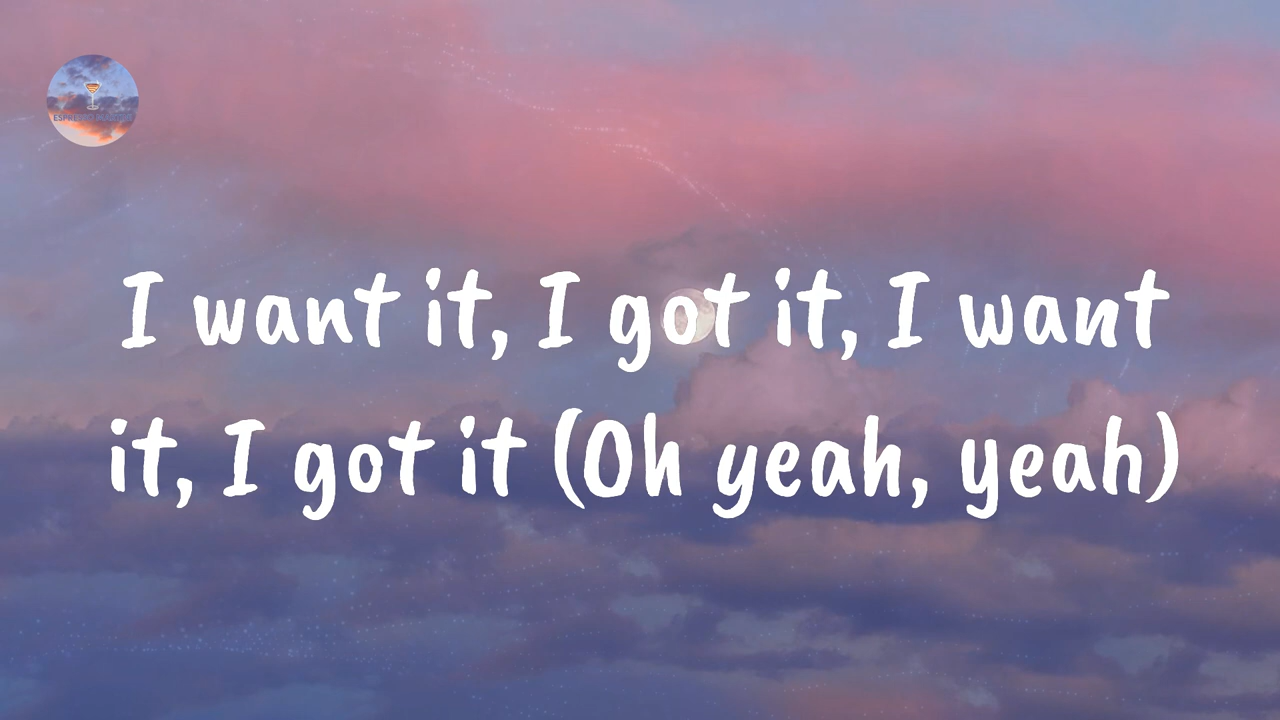 I want it, I got it, I want
it, I got it (Oh yeah, yeah)